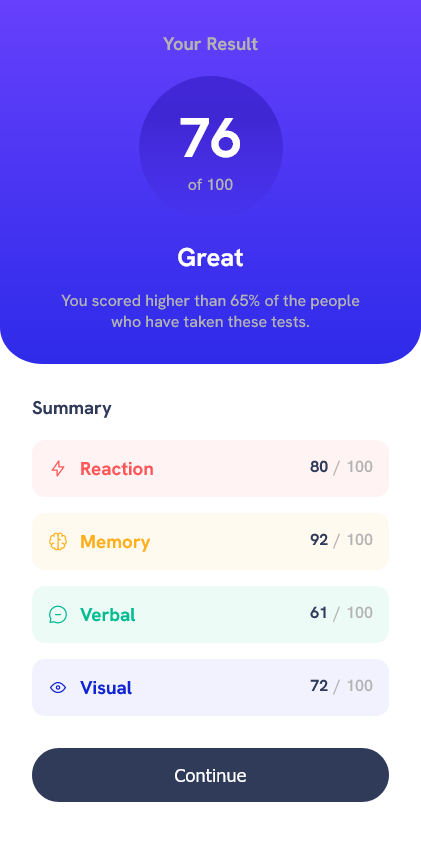 Your Result
76
of 100
Great
You scored higher than 65% of the people
who have taken these tests.
Summary
Reaction 80 / 100
Memory 92 / 100
Verbal 61 / 100
Visual 72 / 100
Continue